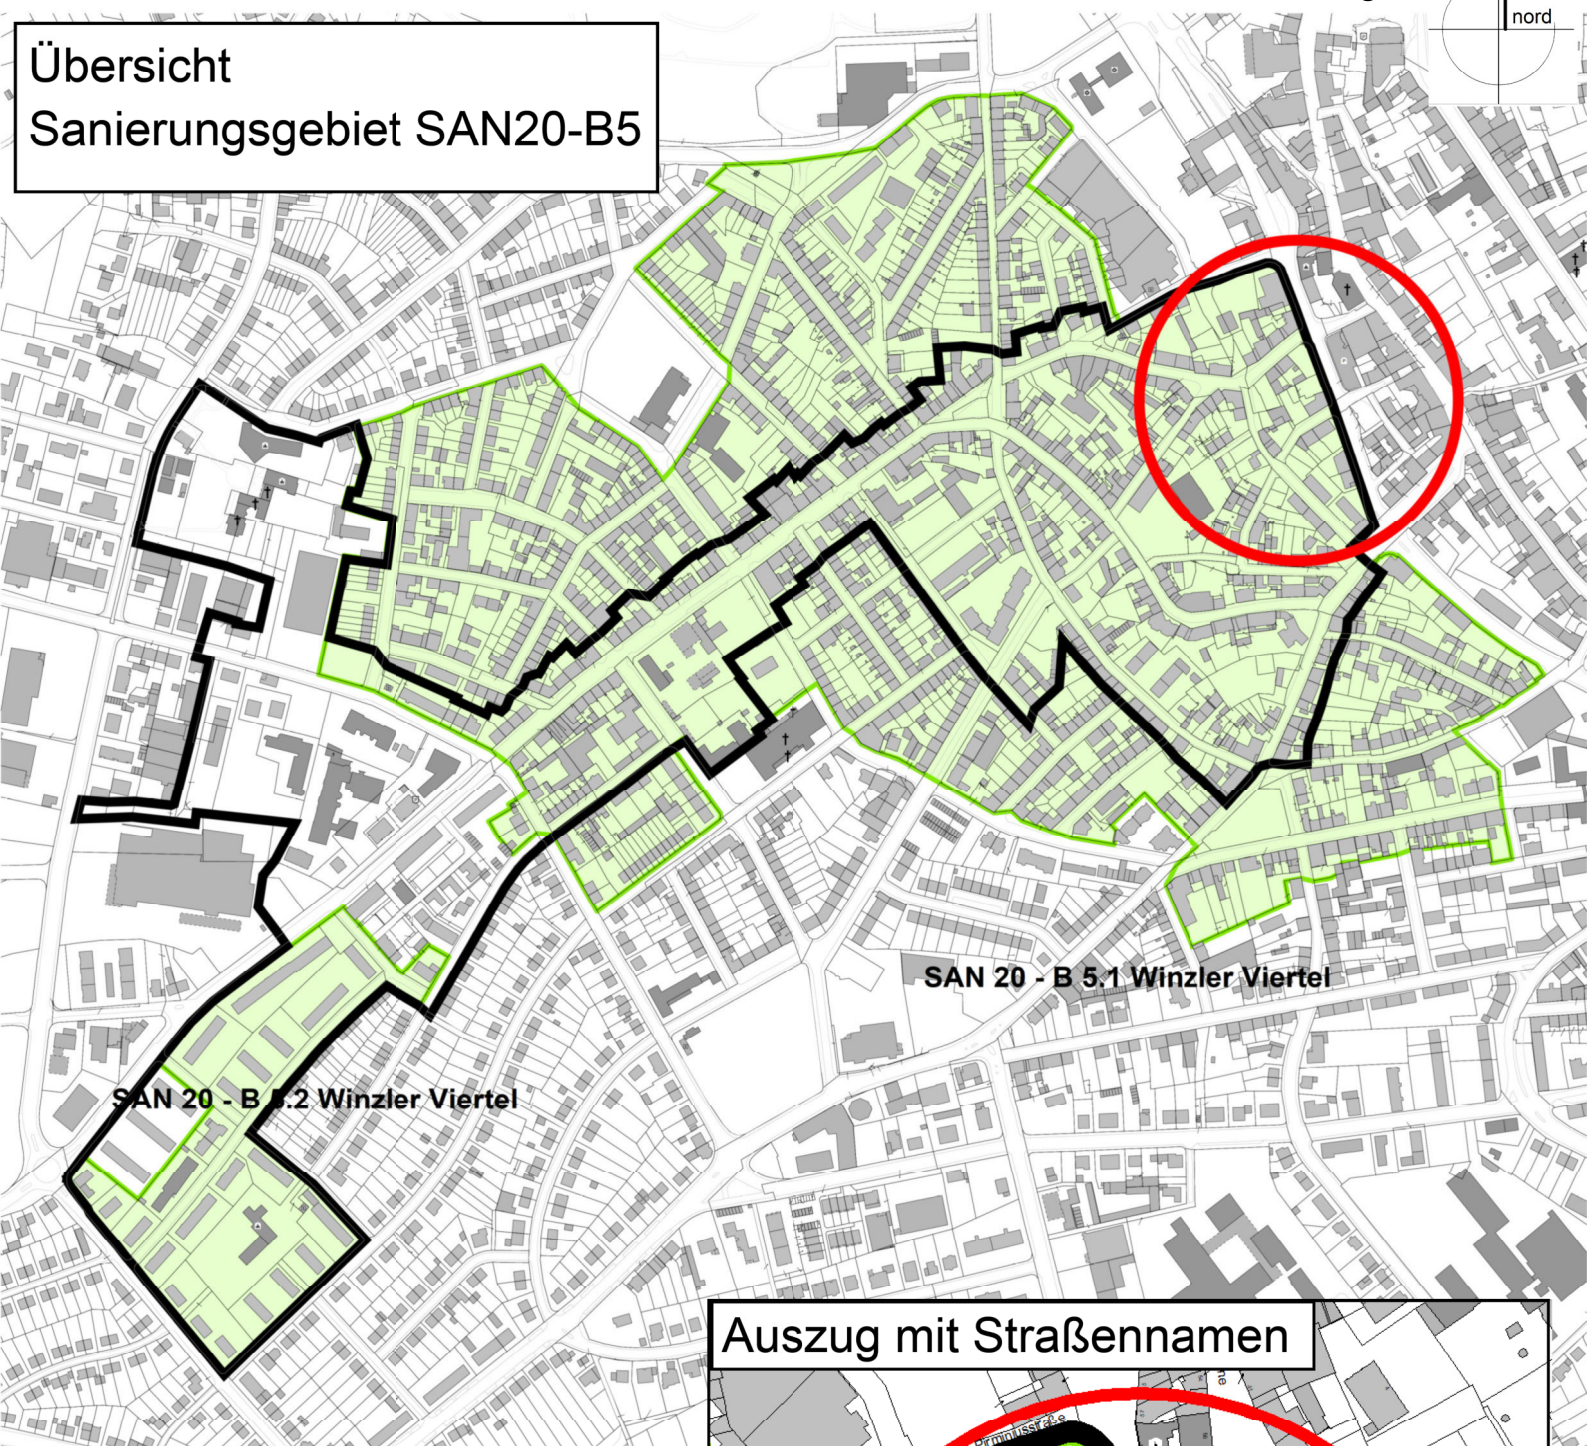 nord
Übersicht
Sanierungsgebiet SAN20-B5
SAN 20 - B 5.1 Winzler Viertel
SAN 20 - B 5.2 Winzler Viertel
Auszug mit Straßennamen
Pirminiusstraße